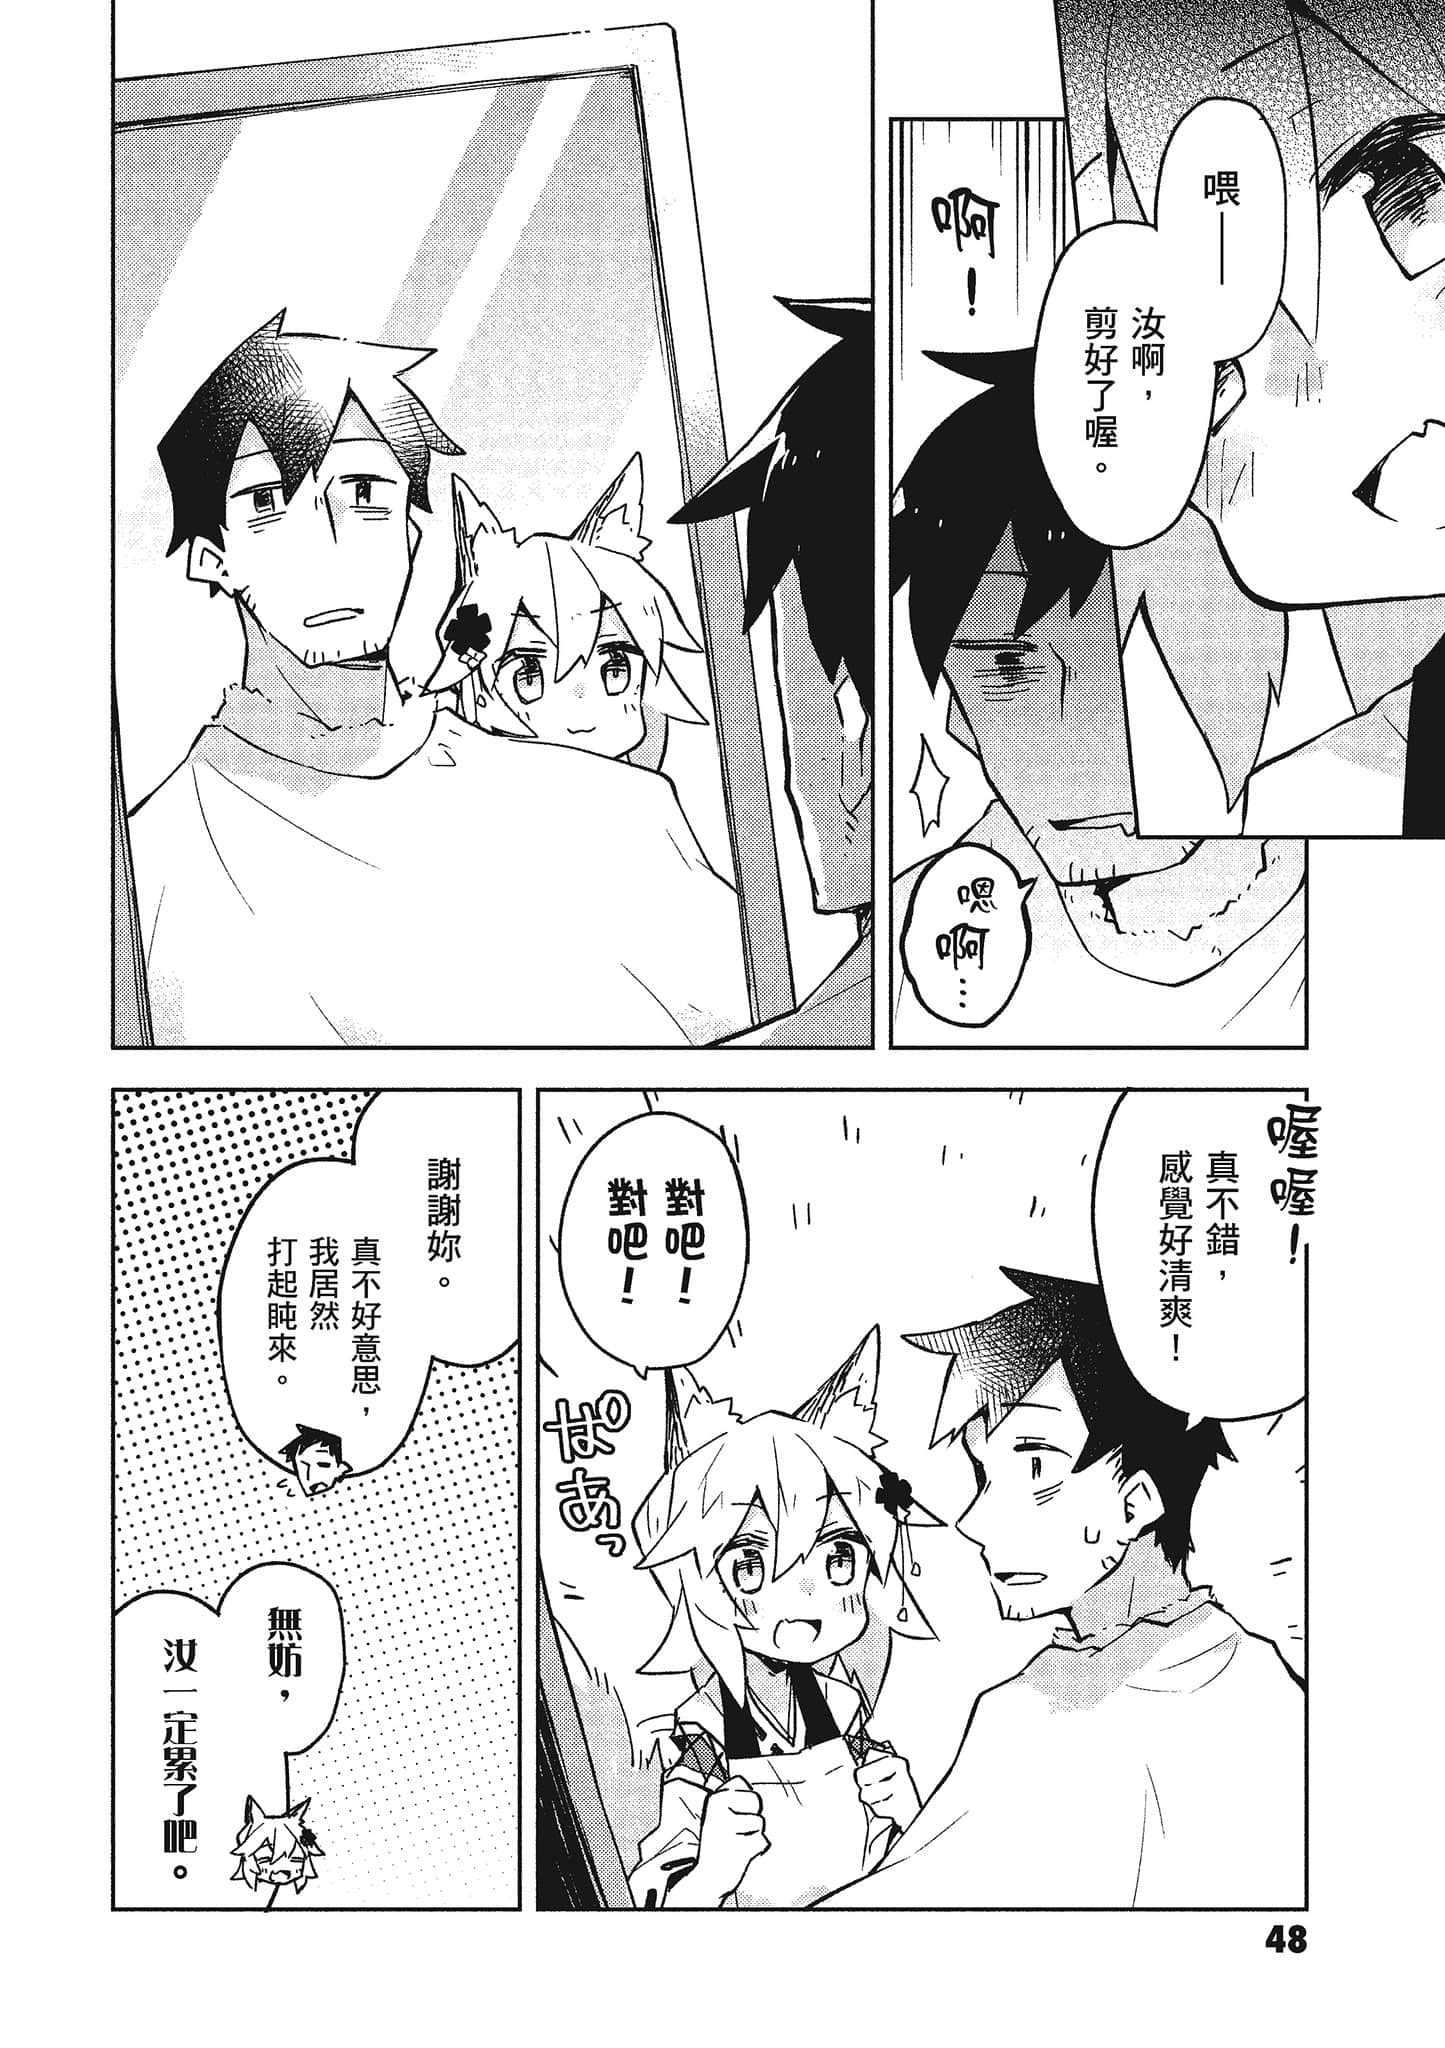 喂——
汝啊，
剪好了喔。
啊！
嗯
啊…
喔喔！
真不錯，
感覺好清爽！
對吧！
對吧！
ぱあっ
謝謝妳。
真不好意思，
我居然
打起盹來。
無妨，
汝一定累了吧。
48